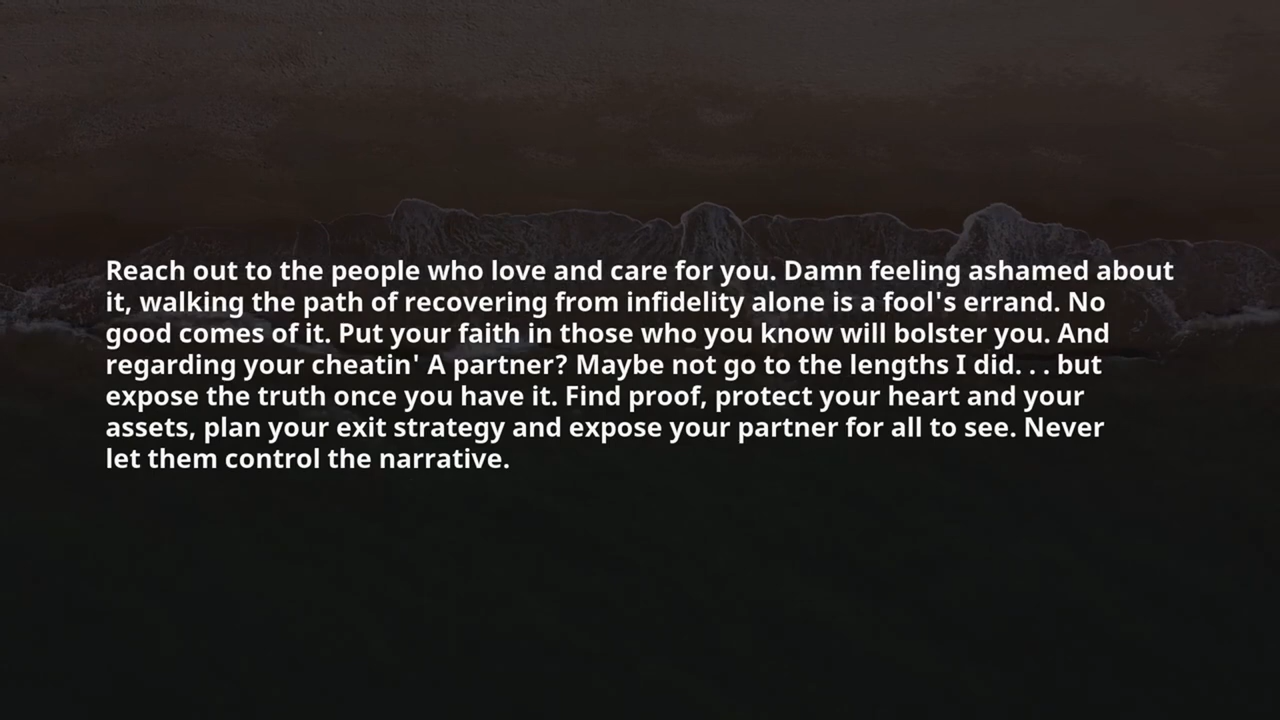 Reach out to the people who love and care for you. Damn feeling ashamed about
it, walking the path of recovering from infidelity alone is a fool's errand. No
good comes of it. Put your faith in those who you know will bolster you. And
regarding your cheatin' A partner? Maybe not go to the lengths I did. . . but
expose the truth once you have it. Find proof, protect your heart and your
assets, plan your exit strategy and expose your partner for all to see. Never
let them control the narrative.